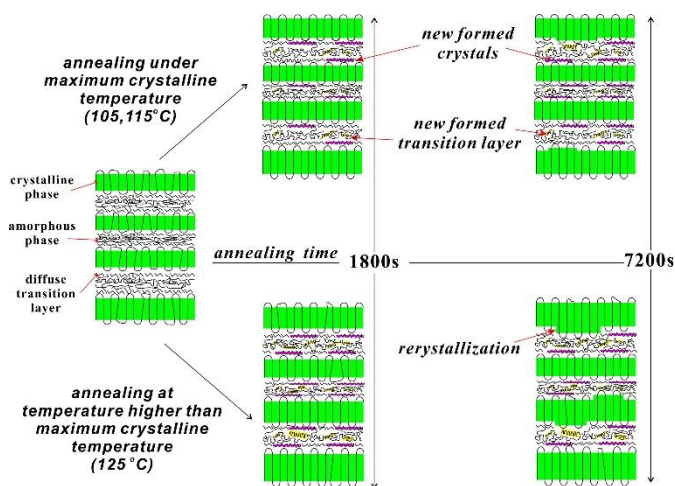 annealing under
maximum crystalline
temperature
(105,115°C)
new formed
crystals
new formed
transition layer
crystalline
phase
amorphous
phase
diffuse
transition
layer
annealing time
1800s
7200s
rerystallization
annealing at
temperature higher than
maximum crystalline
temperature
(125°C)